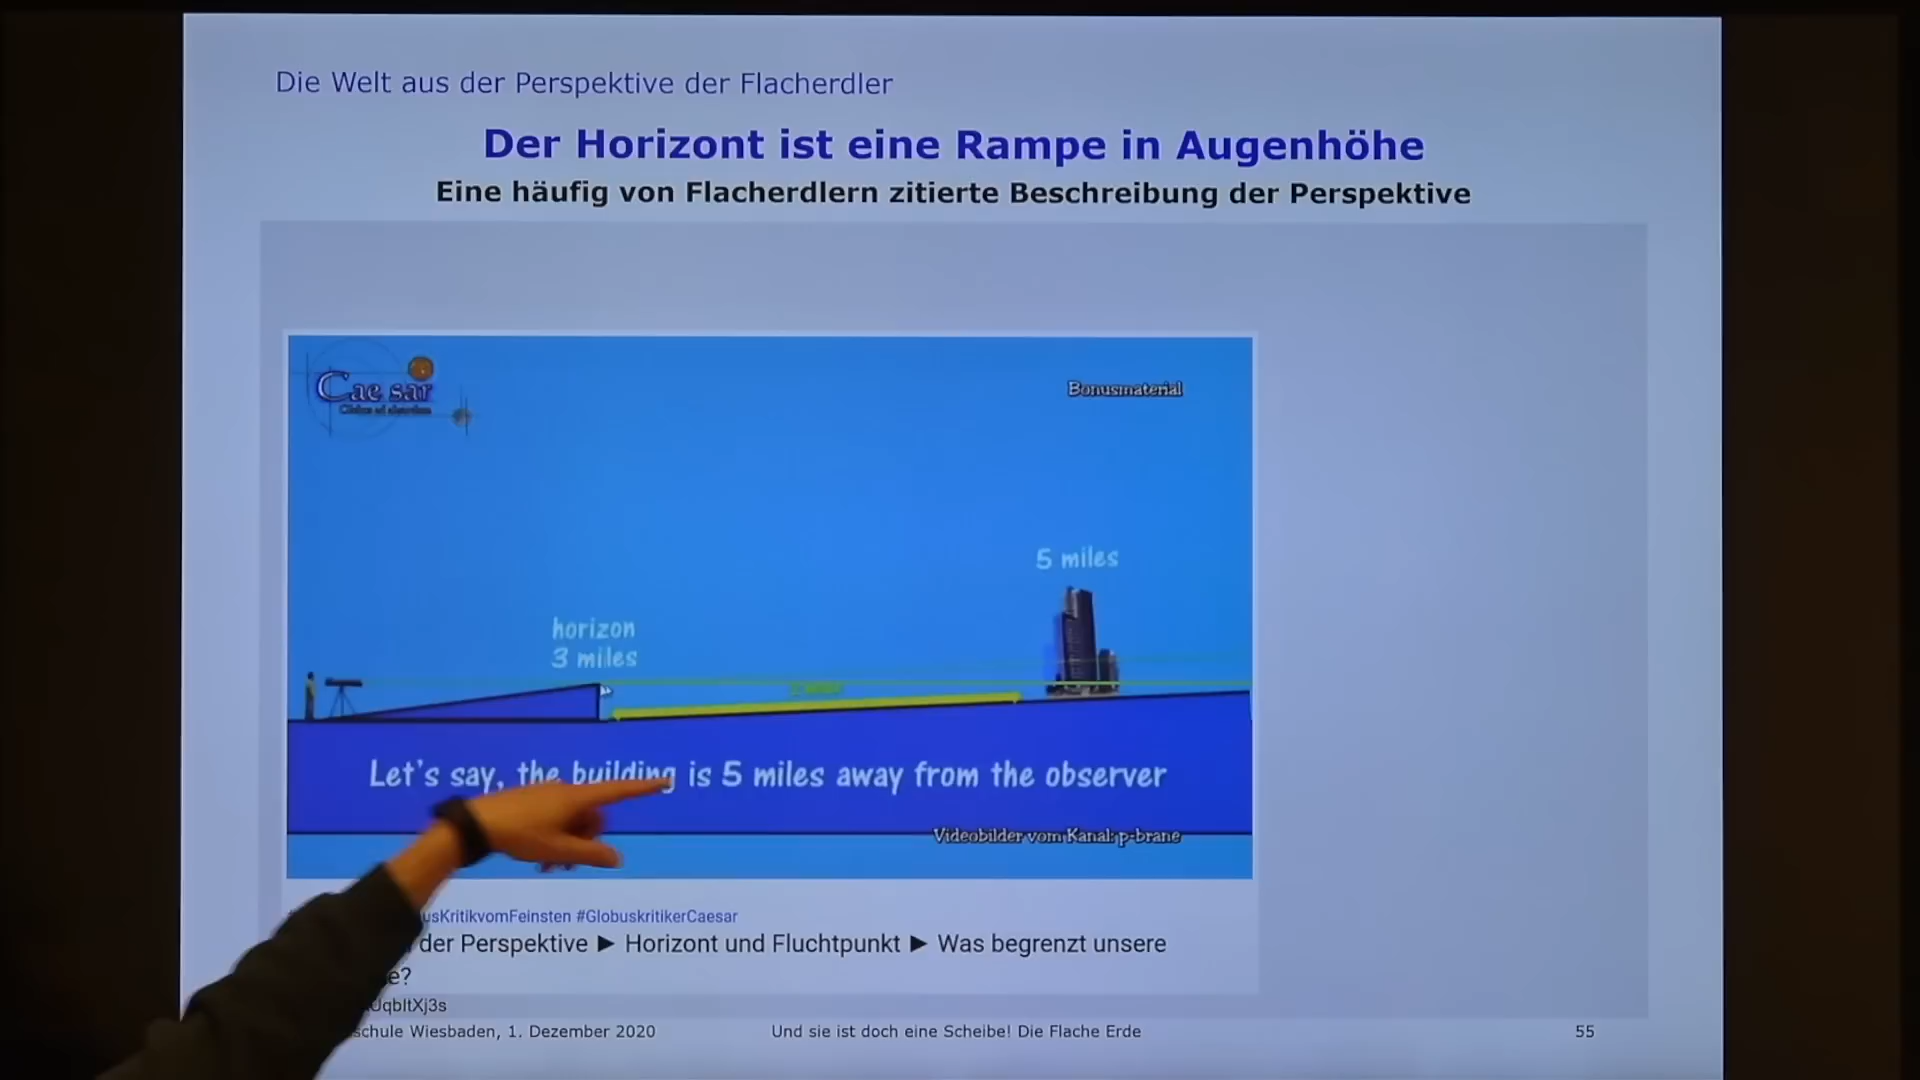 Die Welt aus der Perspektive der Flacherdler
Der Horizont ist eine Rampe in Augenhöhe
Eine häufig von Flacherdlern zitierte Beschreibung der Perspektive
Caesar
Bonusmaterial
5 miles
horizon
3 miles
Let's say, the building is 5 miles away from the observer
Videobilder vom Kanal: p-brane
usKritikvomFeinsten #GlobuskritikerCaesar
der Perspektive ► Horizont und Fluchtpunkt ► Was begrenzt unsere
e?
UqbltXj3s
schule Wiesbaden, 1. Dezember 2020
Und sie ist doch eine Scheibe! Die Flache Erde
55